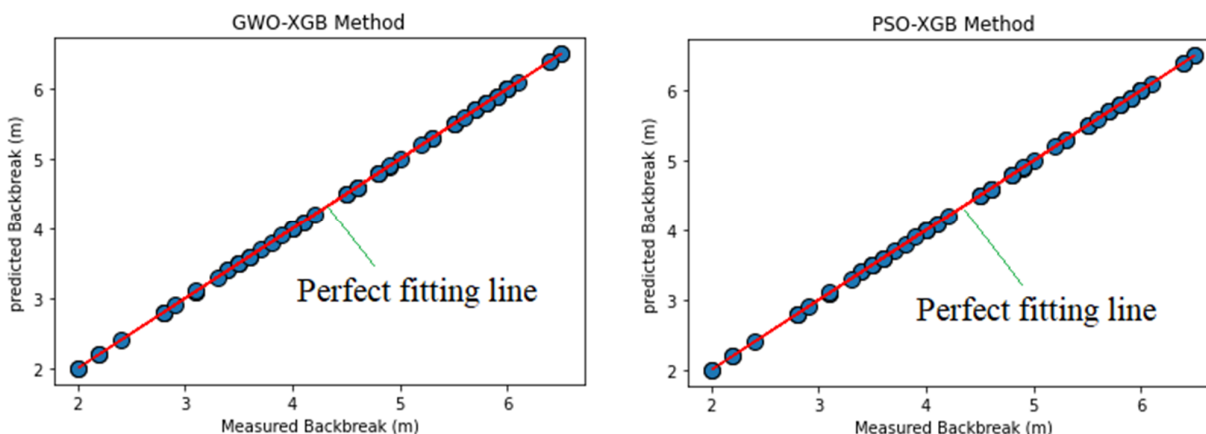 GWO-XGB Method
predicted Backbreak (m)
6
5
4
3
2
Perfect fitting line
2 3 4 5 6
Measured Backbreak (m)
PSO-XGB Method
predicted Backbreak (m)
6
5
4
3
2
Perfect fitting line
2 3 4 5 6
Measured Backbreak (m)